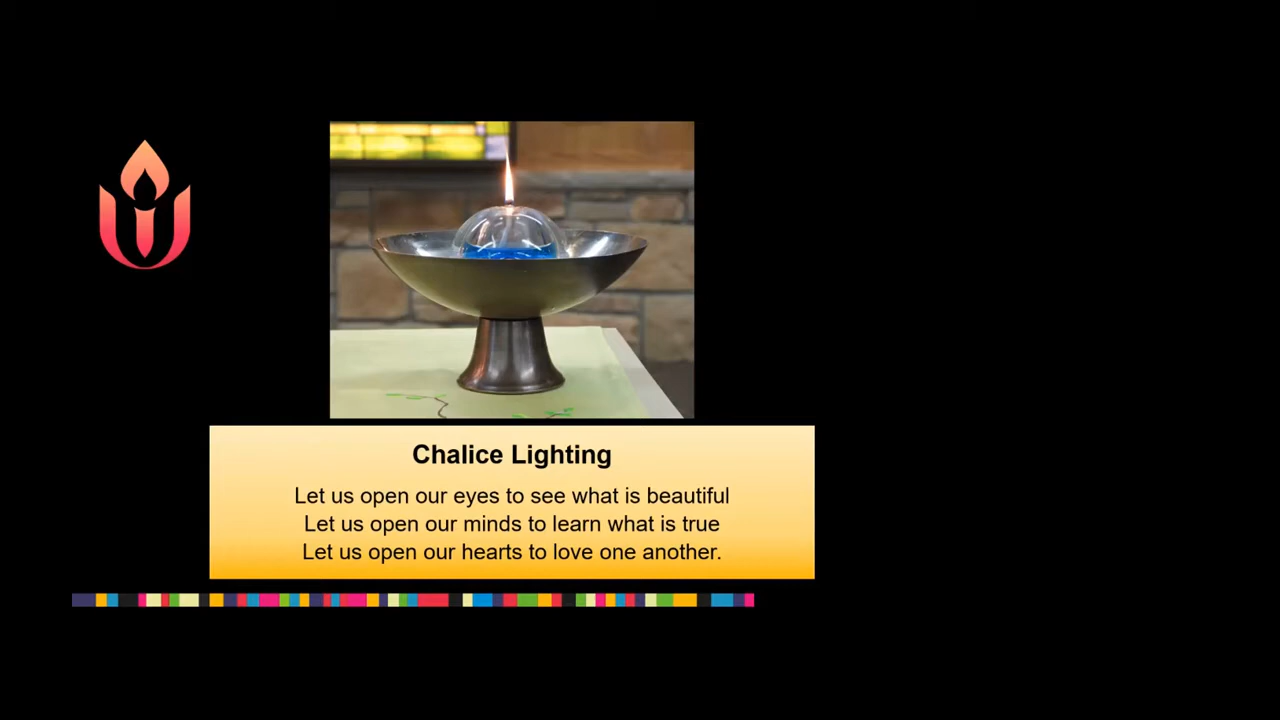 Chalice Lighting
Let us open our eyes to see what is beautiful
Let us open our minds to learn what is true
Let us open our hearts to love one another.